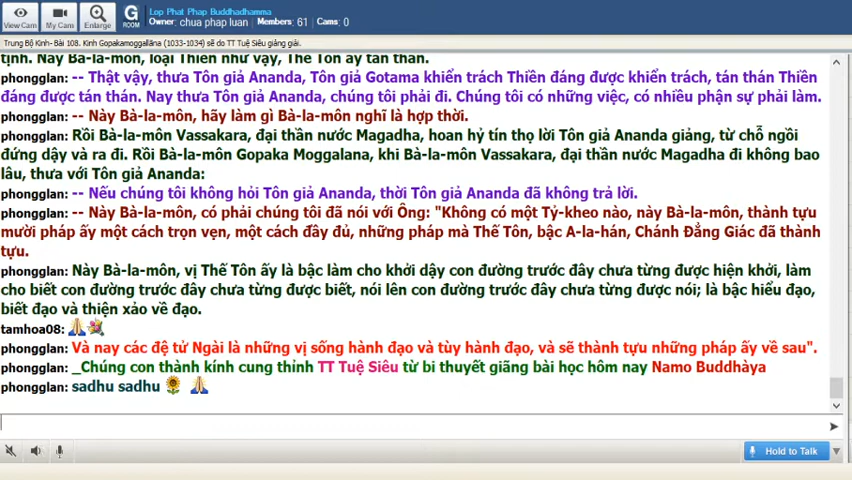 Lop Phat Phap Buddhadhamma
Owner: chua phap luan Members: 61 Cams: 0
View Cam
My Cam
Enlarge
G
ROOM
Trung Bộ Kinh- Bài 108. Kinh Gopakamoggallāna (1033-1034) sẽ do TT Tuệ Siêu giảng giải.
tịnh. Này Bà-la-môn, loại Thiền như vậy, Thế Tôn ấy tán thán.
phongglan: -- Thật vậy, thưa Tôn giả Ananda, Tôn giả Gotama khiển trách Thiền đáng được khiển trách, tán thán Thiền
đáng được tán thán. Nay thưa Tôn giả Ananda, chúng tôi phải đi. Chúng tôi có những việc, có nhiều phận sự phải làm.
phongglan: -- Này Bà-la-môn, hãy làm gì Bà-la-môn nghĩ là hợp thời.
phongglan: Rồi Bà-la-môn Vassakara, đại thần nước Magadha, hoan hỷ tín thọ lời Tôn giả Ananda giảng, từ chỗ ngồi
đứng dậy và ra đi. Rồi Bà-la-môn Gopaka Moggalana, khi Bà-la-môn Vassakara, đại thần nước Magadha đi không bao
lâu, thưa với Tôn giả Ananda:
phongglan: -- Nếu chúng tôi không hỏi Tôn giả Ananda, thời Tôn giả Ananda đã không trả lời.
phongglan: -- Này Bà-la-môn, có phải chúng tôi đã nói với Ông: "Không có một Tỷ-kheo nào, này Bà-la-môn, thành tựu
mười pháp ấy một cách trọn vẹn, một cách đầy đủ, những pháp mà Thế Tôn, bậc A-la-hán, Chánh Đẳng Giác đã thành
tựu.
phongglan: Này Bà-la-môn, vị Thế Tôn ấy là bậc làm cho khởi dậy con đường trước đây chưa từng được hiện khởi, làm
cho biết con đường trước đây chưa từng được biết, nói lên con đường trước đây chưa từng được nói; là bậc hiểu đạo,
biết đạo và thiện xảo về đạo.
tamhoa08:
phongglan: Và nay các đệ tử Ngài là những vị sống hành đạo và tùy hành đạo, và sẽ thành tựu những pháp ấy về sau".
phongglan: _Chúng con thành kính cung thỉnh TT Tuệ Siêu từ bi thuyết giãng bài học hôm nay Namo Buddhàya
phongglan: sadhu sadhu
Hold to Talk